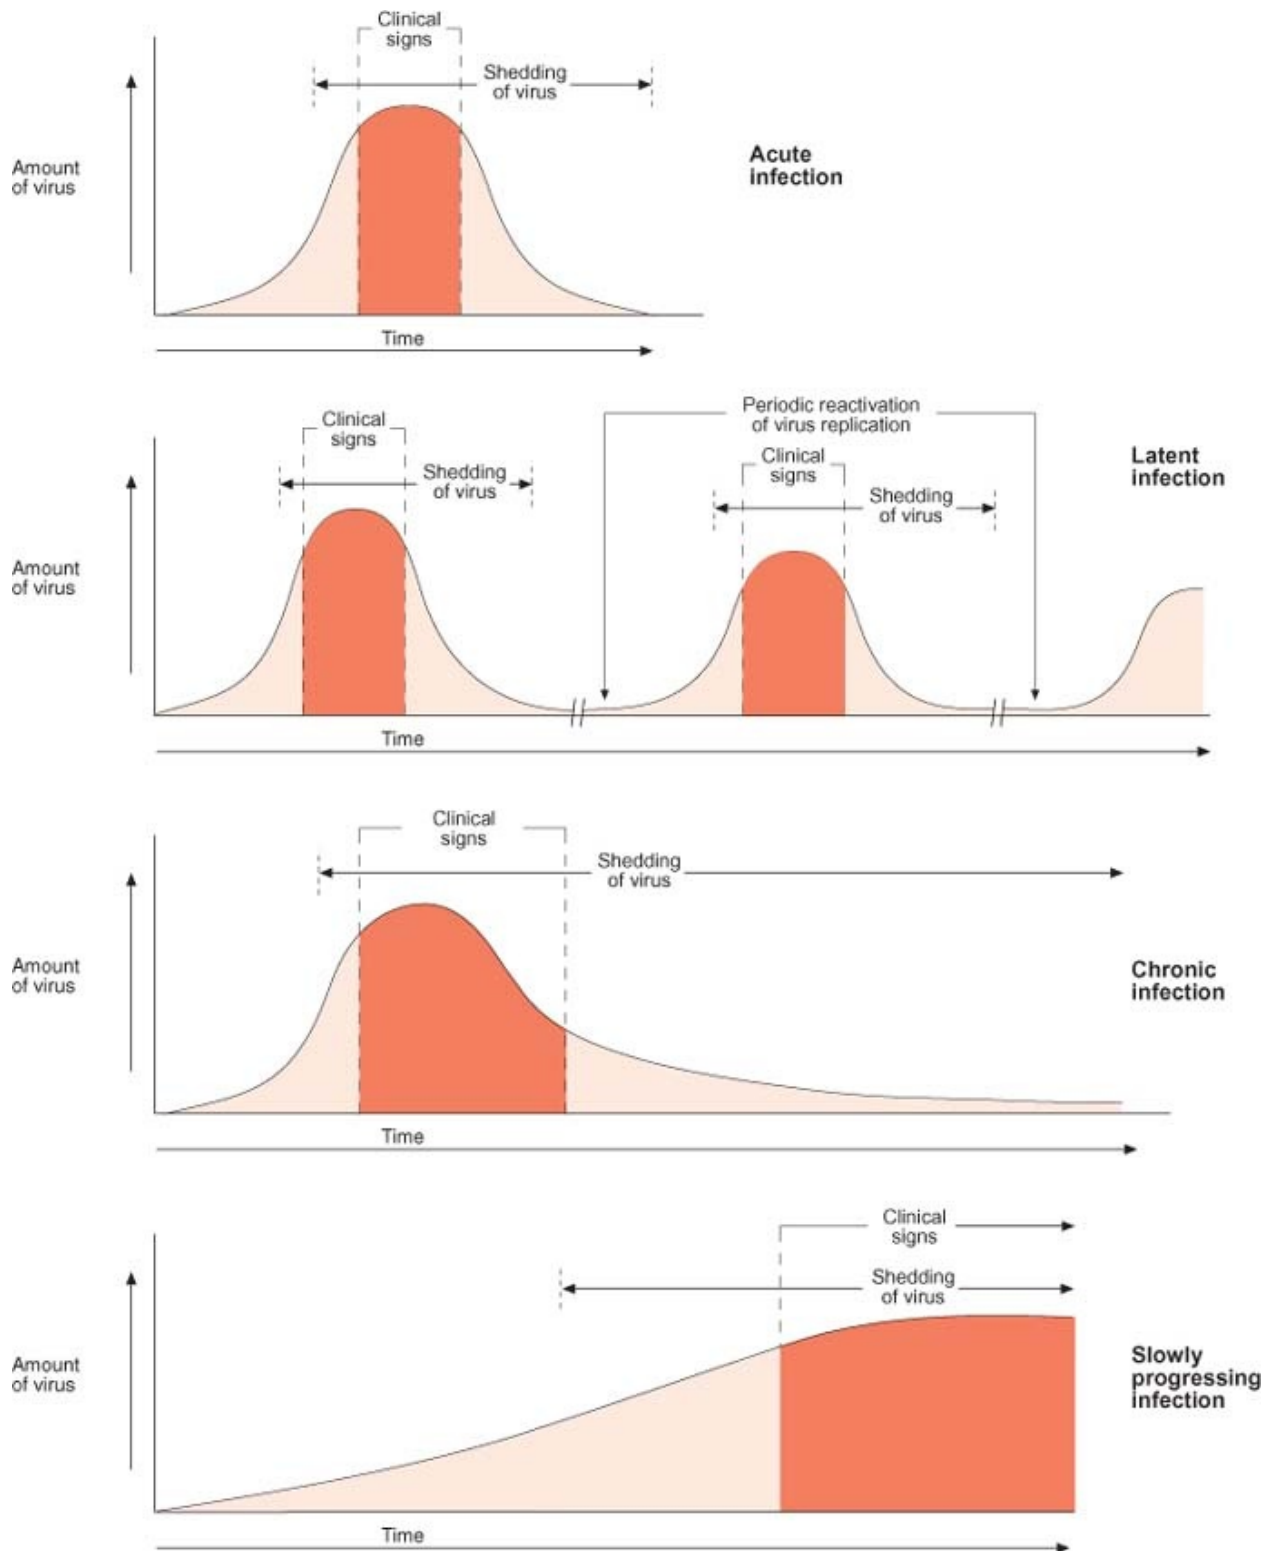 Clinical
signs
Shedding
of virus
Amount
of virus
Acute
infection
Time
Periodic reactivation
of virus replication
Clinical
signs
Shedding
of virus
Clinical
signs
Shedding
of virus
Latent
infection
Amount
of virus
Time
Clinical
signs
Shedding
of virus
Amount
of virus
Chronic
infection
Time
Clinical
signs
Shedding
of virus
Amount
of virus
Slowly
progressing
infection
Time